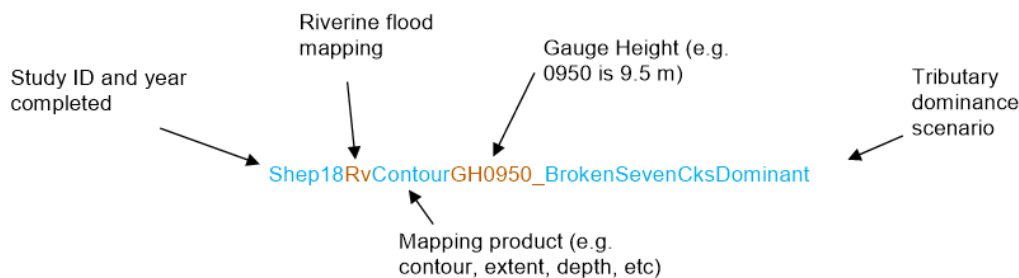 Riverine flood
mapping
Gauge Height (e.g.
0950 is 9.5 m)
Study ID and year
completed
Tributary
dominance
scenario
Shep18RvContourGH0950_BrokenSevenCksDominant
Mapping product (e.g.
contour, extent, depth, etc)